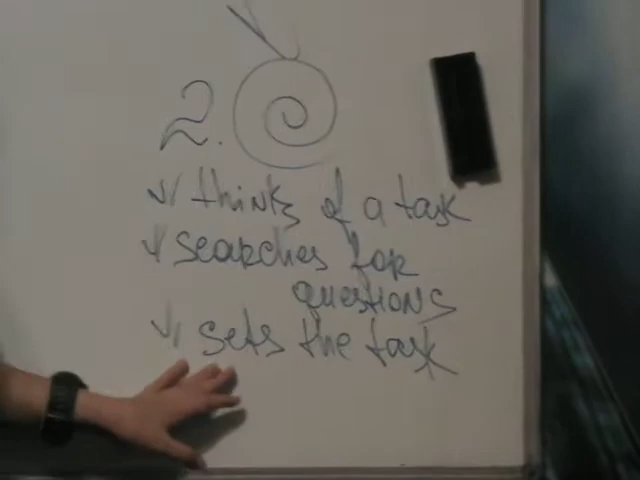 2.
thinks of a task
searches for
questions
sets the task